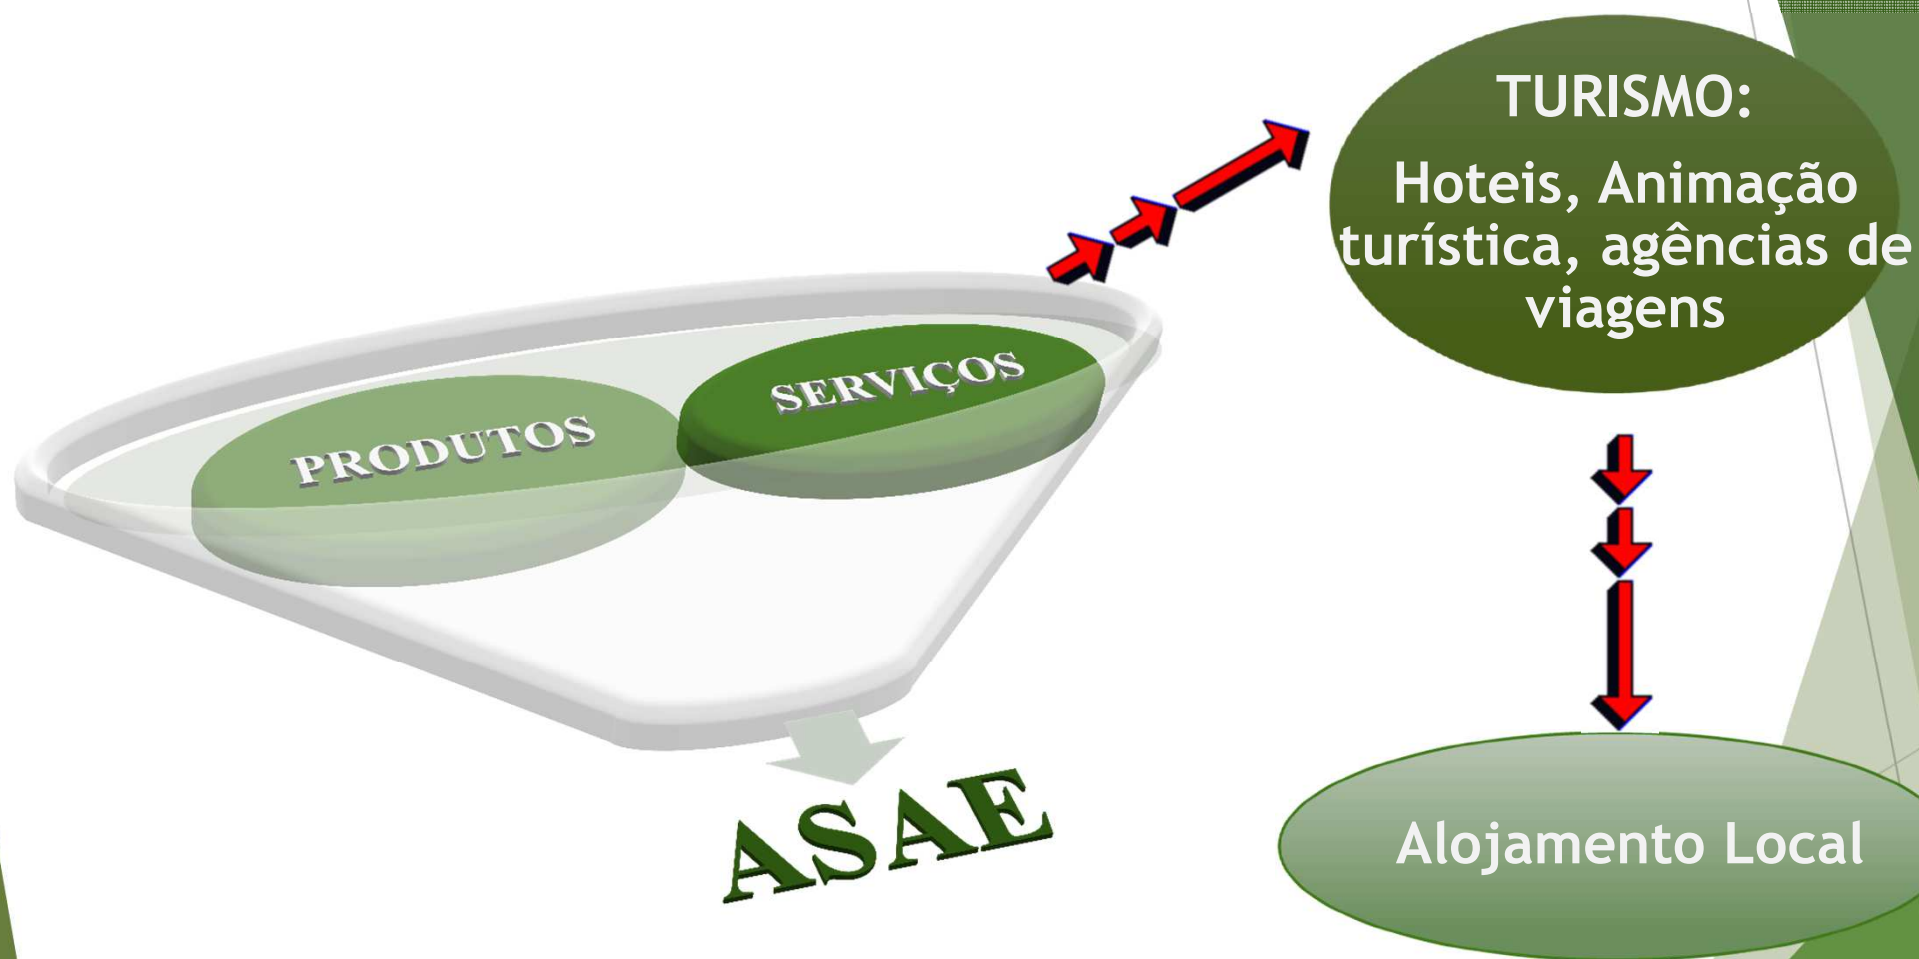 TURISMO:
Hoteis, Animação
turística, agências de
viagens
SERVIÇOS
PRODUTOS
ASAE
Alojamento Local